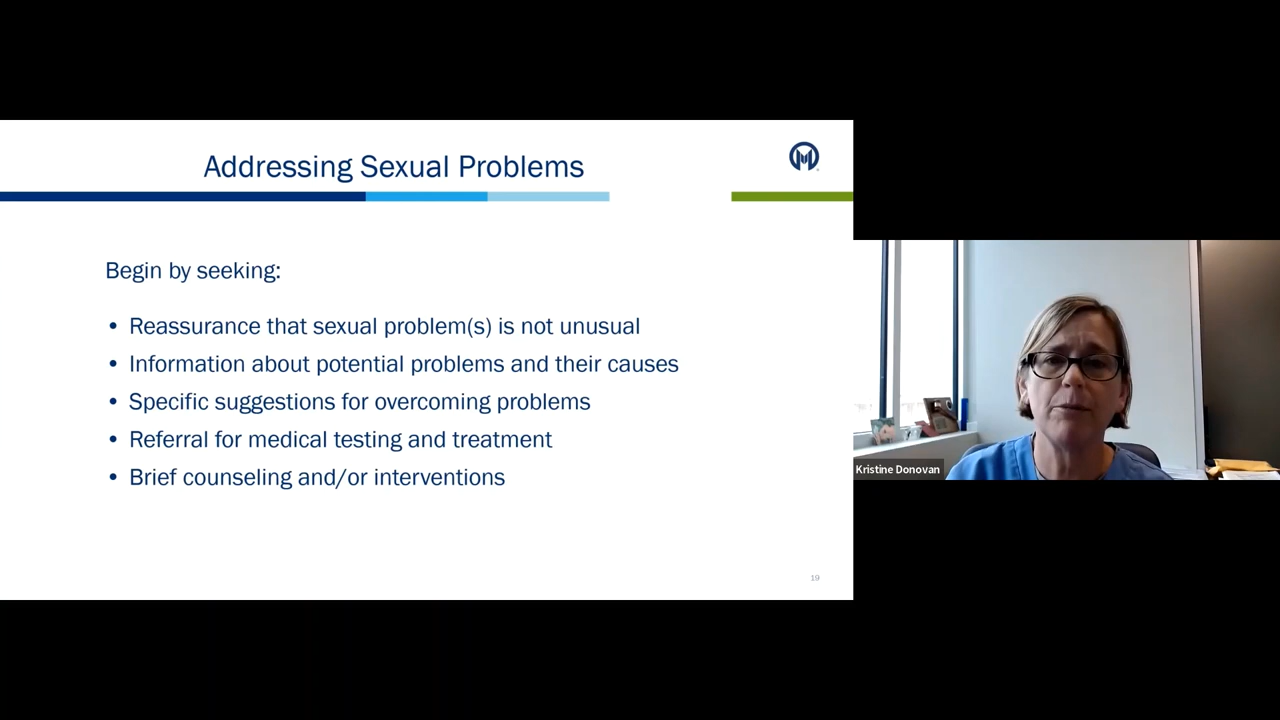 Addressing Sexual Problems
Begin by seeking:
• Reassurance that sexual problem(s) is not unusual
• Information about potential problems and their causes
• Specific suggestions for overcoming problems
• Referral for medical testing and treatment
• Brief counseling and/or interventions
19
Kristine Donovan